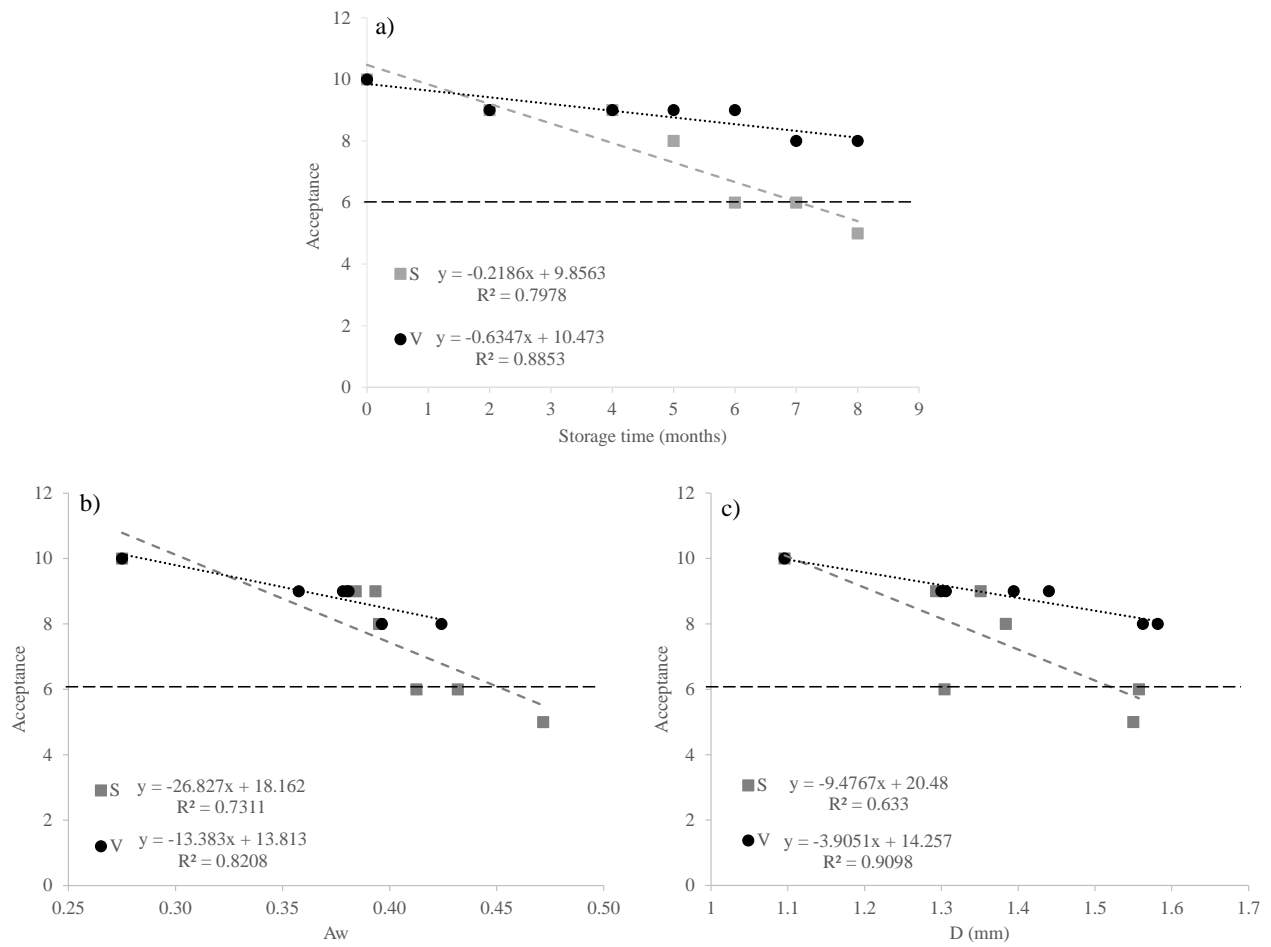 a)
12
10
8
6
4
2
0
Acceptance
S y = -0.2186x + 9.8563
R² = 0.7978
V y = -0.6347x + 10.473
R² = 0.8853
0 1 2 3 4 5 6 7 8 9
Storage time (months)
b)
12
10
8
6
4
2
0
Acceptance
S y = -26.827x + 18.162
R² = 0.7311
V y = -13.383x + 13.813
R² = 0.8208
0.25 0.30 0.35 0.40 0.45 0.50
Aw
c)
12
10
8
6
4
2
0
Acceptance
S y = -9.4767x + 20.48
R² = 0.633
V y = -3.9051x + 14.257
R² = 0.9098
1 1.1 1.2 1.3 1.4 1.5 1.6 1.7
D (mm)